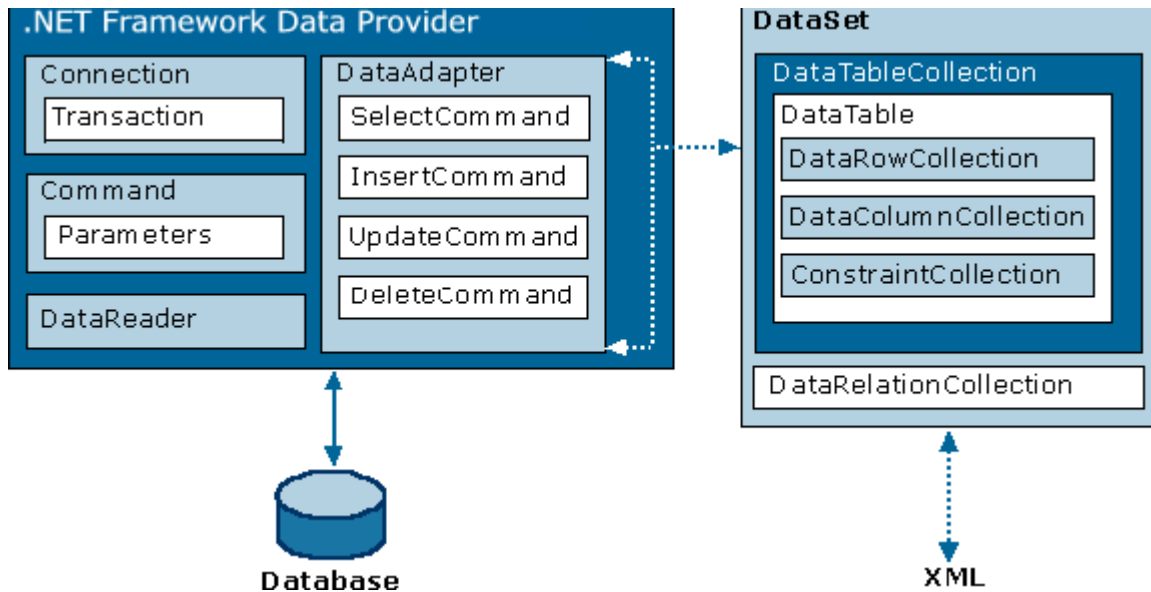 .NET Framework Data Provider
Connection
Transaction
Command
Parameters
DataReader
DataAdapter
SelectCommand
InsertCommand
UpdateCommand
DeleteCommand
Database
DataSet
DataTableCollection
DataTable
DataRowCollection
DataColumnCollection
ConstraintCollection
DataRelationCollection
XML